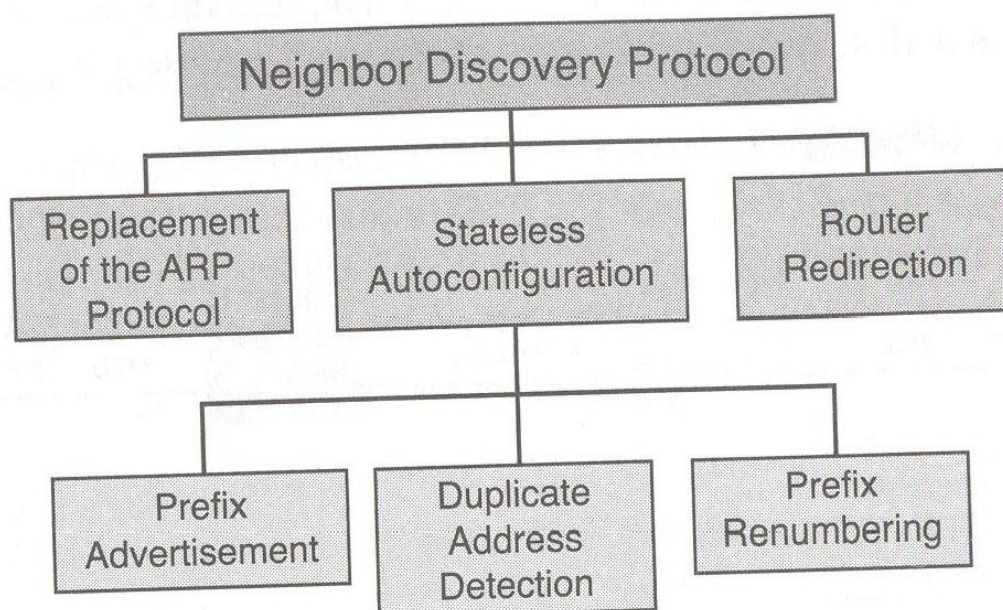 Neighbor Discovery Protocol
Replacement
of the ARP
Protocol
Stateless
Autoconfiguration
Router
Redirection
Prefix
Advertisement
Duplicate
Address
Detection
Prefix
Renumbering